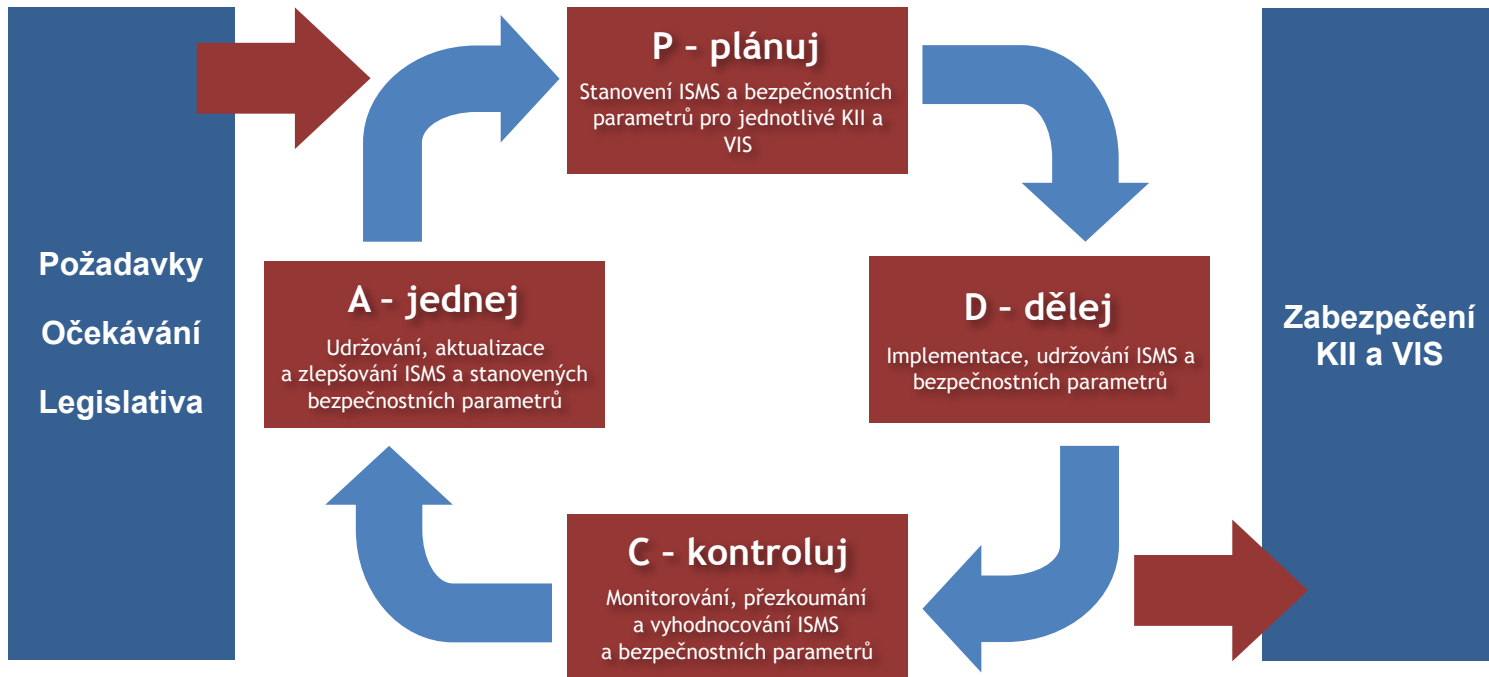 Požadavky
Očekávání
Legislativa
P – plánuj
Stanovení ISMS a bezpečnostních
parametrů pro jednotlivé KII a
VIS
A – jednej
Udržování, aktualizace
a zlepšování ISMS a stanovených
bezpečnostních parametrů
D – dělej
Implementace, udržování ISMS a
bezpečnostních parametrů
C – kontroluj
Monitorování, přezkoumání
a vyhodnocování ISMS
a bezpečnostních parametrů
Zabezpečení
KII a VIS